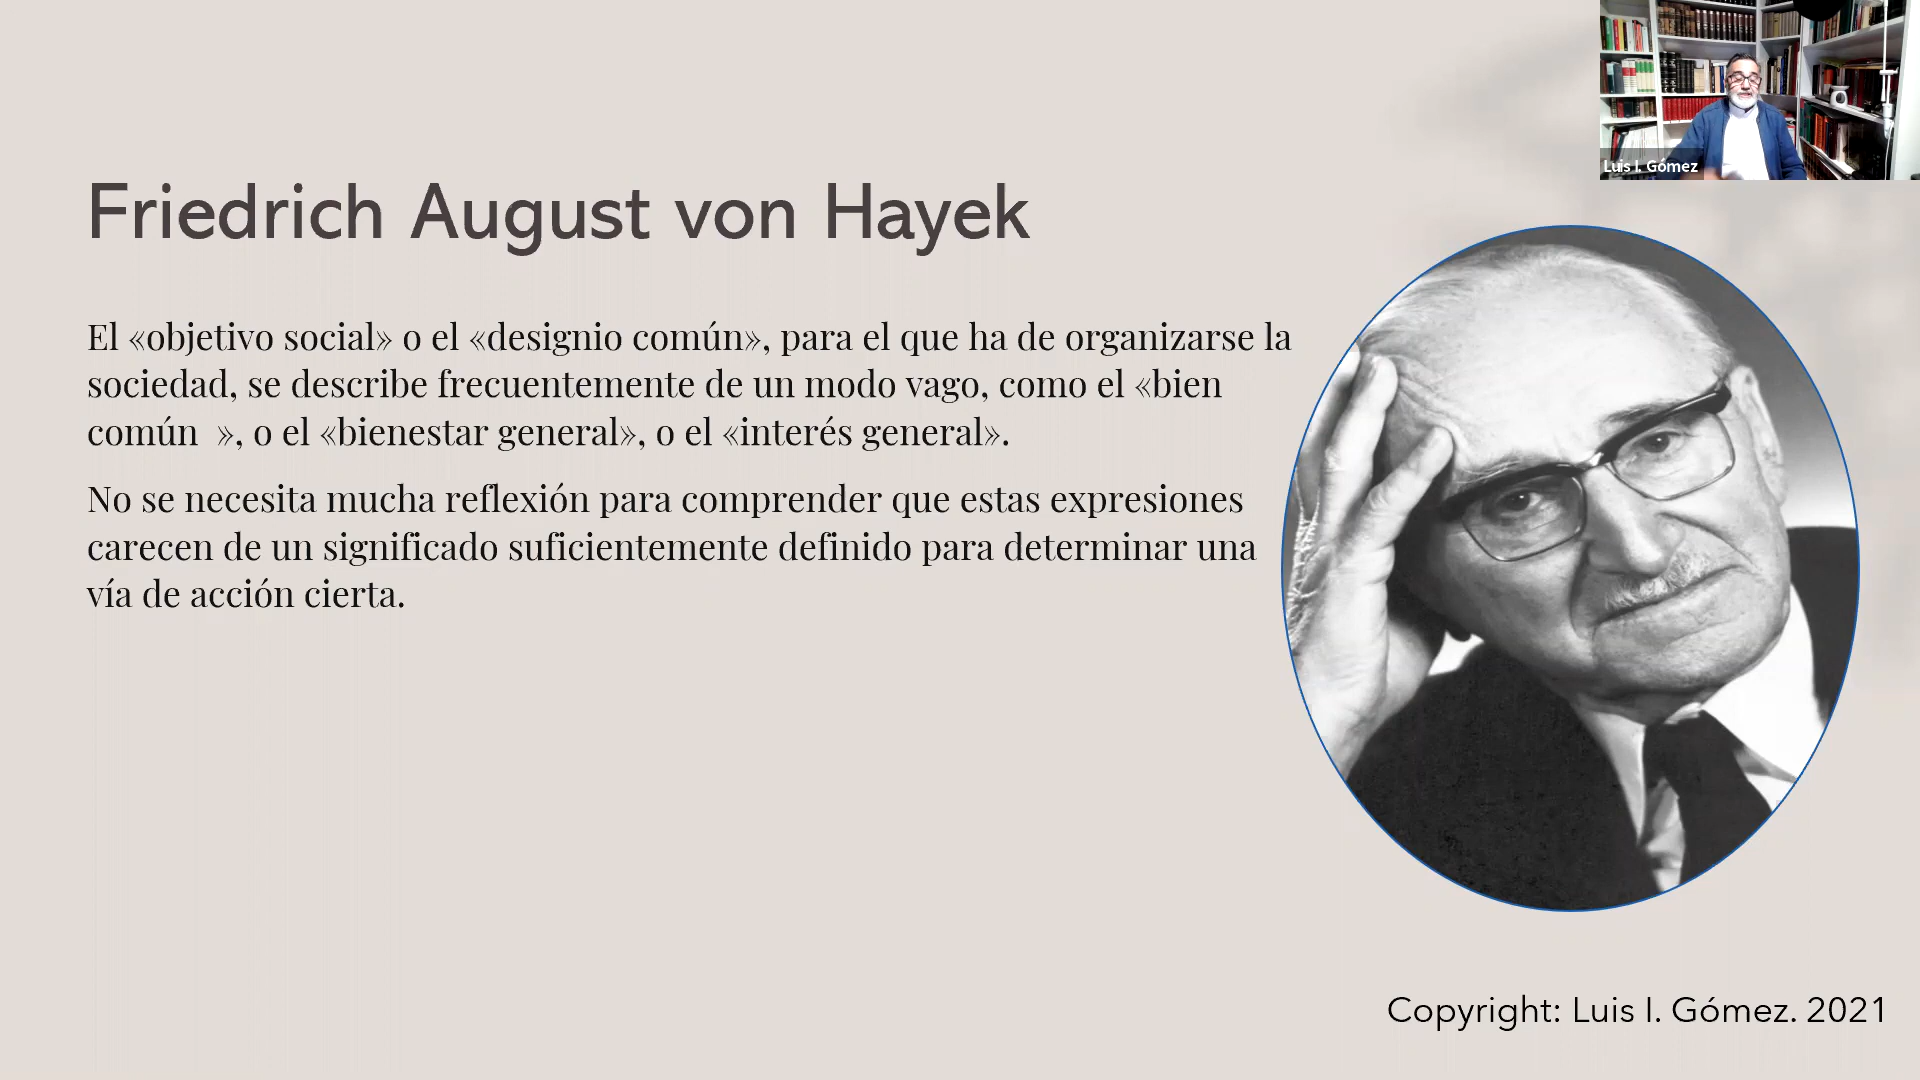 Luis I. Gómez
Friedrich August von Hayek
El «objetivo social» o el «designio común», para el que ha de organizarse la
sociedad, se describe frecuentemente de un modo vago, como el «bien
común  », o el «bienestar general», o el «interés general».
No se necesita mucha reflexión para comprender que estas expresiones
carecen de un significado suficientemente definido para determinar una
vía de acción cierta.
Copyright: Luis I. Gómez. 2021